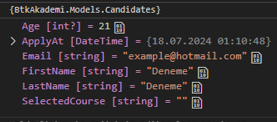 {BtkAkademi.Models.Candidates}
Age [int?] = 21
ApplyAt [DateTime] = {18.07.2024 01:10:48}
Email [string] = "example@hotmail.com"
FirstName [string] = "Deneme"
LastName [string] = "Deneme"
SelectedCourse [string] = ""